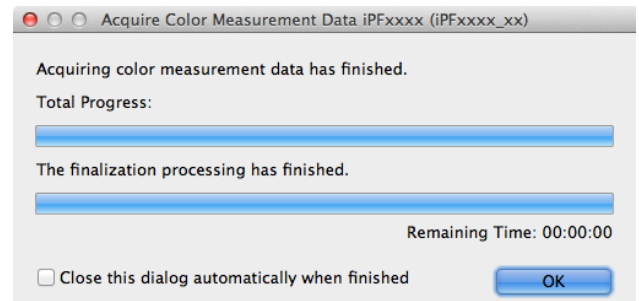 Acquire Color Measurement Data iPFxxxx (iPFxxxx_xx)
Acquiring color measurement data has finished.
Total Progress:
The finalization processing has finished.
Remaining Time: 00:00:00
Close this dialog automatically when finished
OK